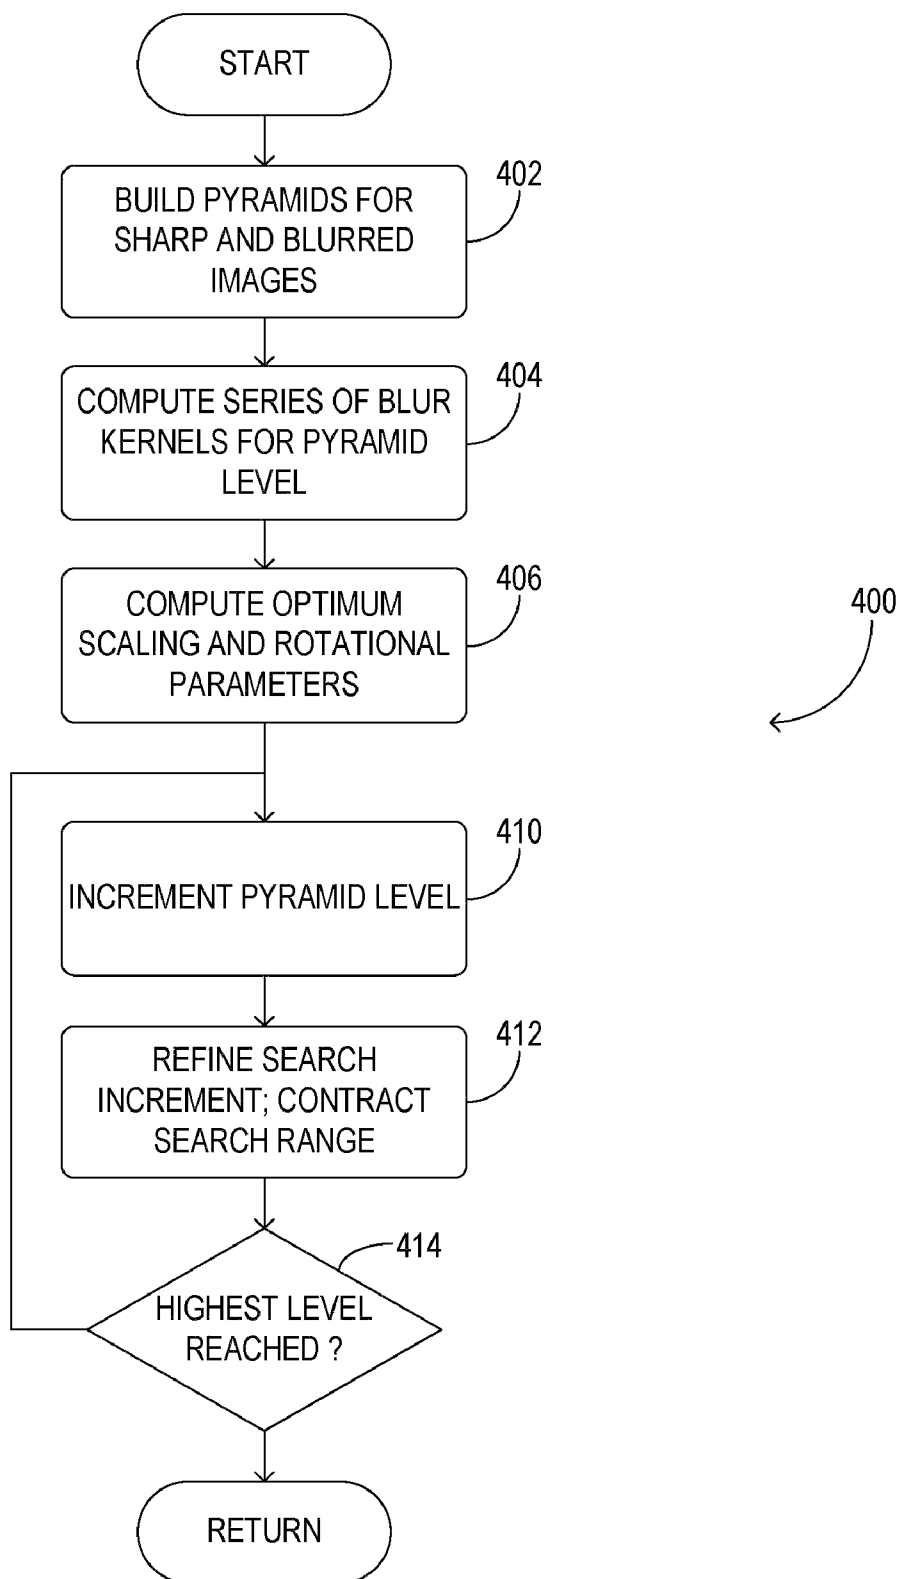 START
BUILD PYRAMIDS FOR
SHARP AND BLURRED
IMAGES
402
COMPUTE SERIES OF BLUR
KERNELS FOR PYRAMID
LEVEL
404
COMPUTE OPTIMUM
SCALING AND ROTATIONAL
PARAMETERS
406
400
INCREMENT PYRAMID LEVEL
410
REFINE SEARCH
INCREMENT; CONTRACT
SEARCH RANGE
412
HIGHEST LEVEL
REACHED ?
414
RETURN